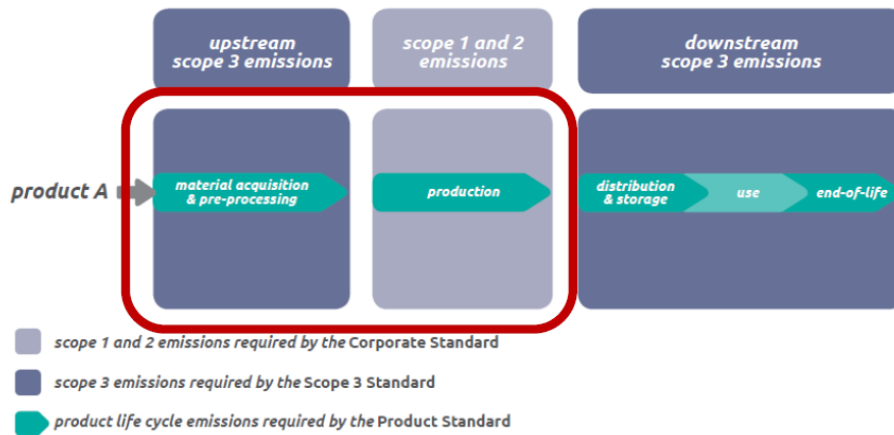 upstream
scope 3 emissions
scope 1 and 2
emissions
downstream
scope 3 emissions
product A
material acquisition
& pre-processing
production
distribution
& storage
use
end-of-life
scope 1 and 2 emissions required by the Corporate Standard
scope 3 emissions required by the Scope 3 Standard
product life cycle emissions required by the Product Standard